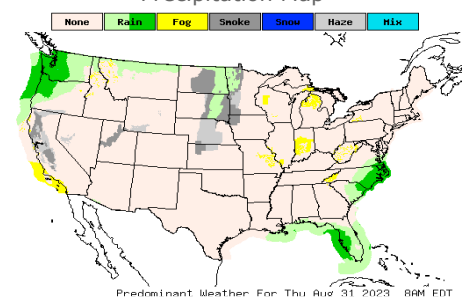 Precipitation Map
None Rain Fog Smoke Snow Haze Mix
Predominant Weather For Thu Aug 31 2023 8AM EDT